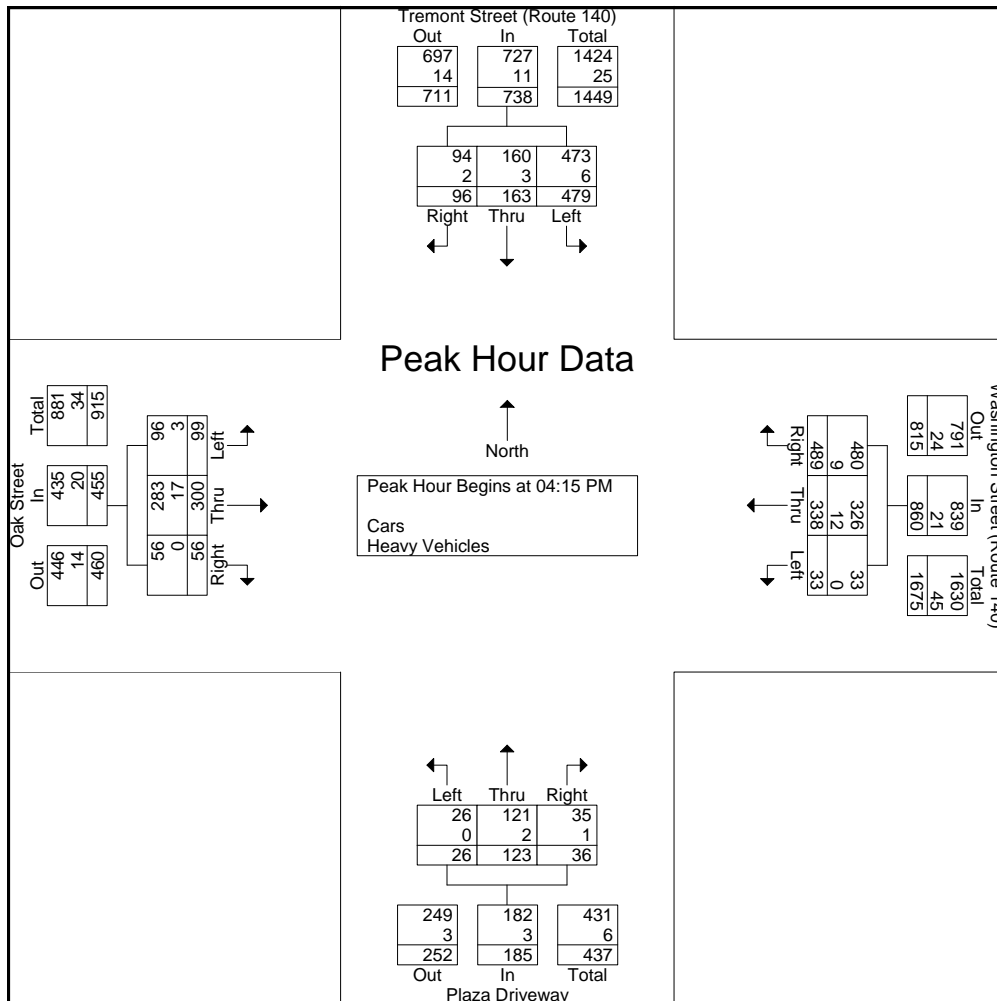 Tremont Street (Route 140)
Out In Total
697 727 1424
14 11 25
711 738 1449
94 160 473
2 3 6
96 163 479
Right Thru Left
Peak Hour Data
North
Peak Hour Begins at 04:15 PM
Cars
Heavy Vehicles
Oak Street
Total In Out
881 435 446
34 20 14
915 455 460
96 283 56
3 17 0
99 300 56
Left Thru Right
Washington Street (Route 140)
Out In Total
791 839 1630
24 21 45
815 860 1675
480 326 33
9 12 0
489 338 33
Right Thru Left
Left Thru Right
26 121 35
0 2 1
26 123 36
249 182 431
3 3 6
252 185 437
Out In Total
Plaza Driveway